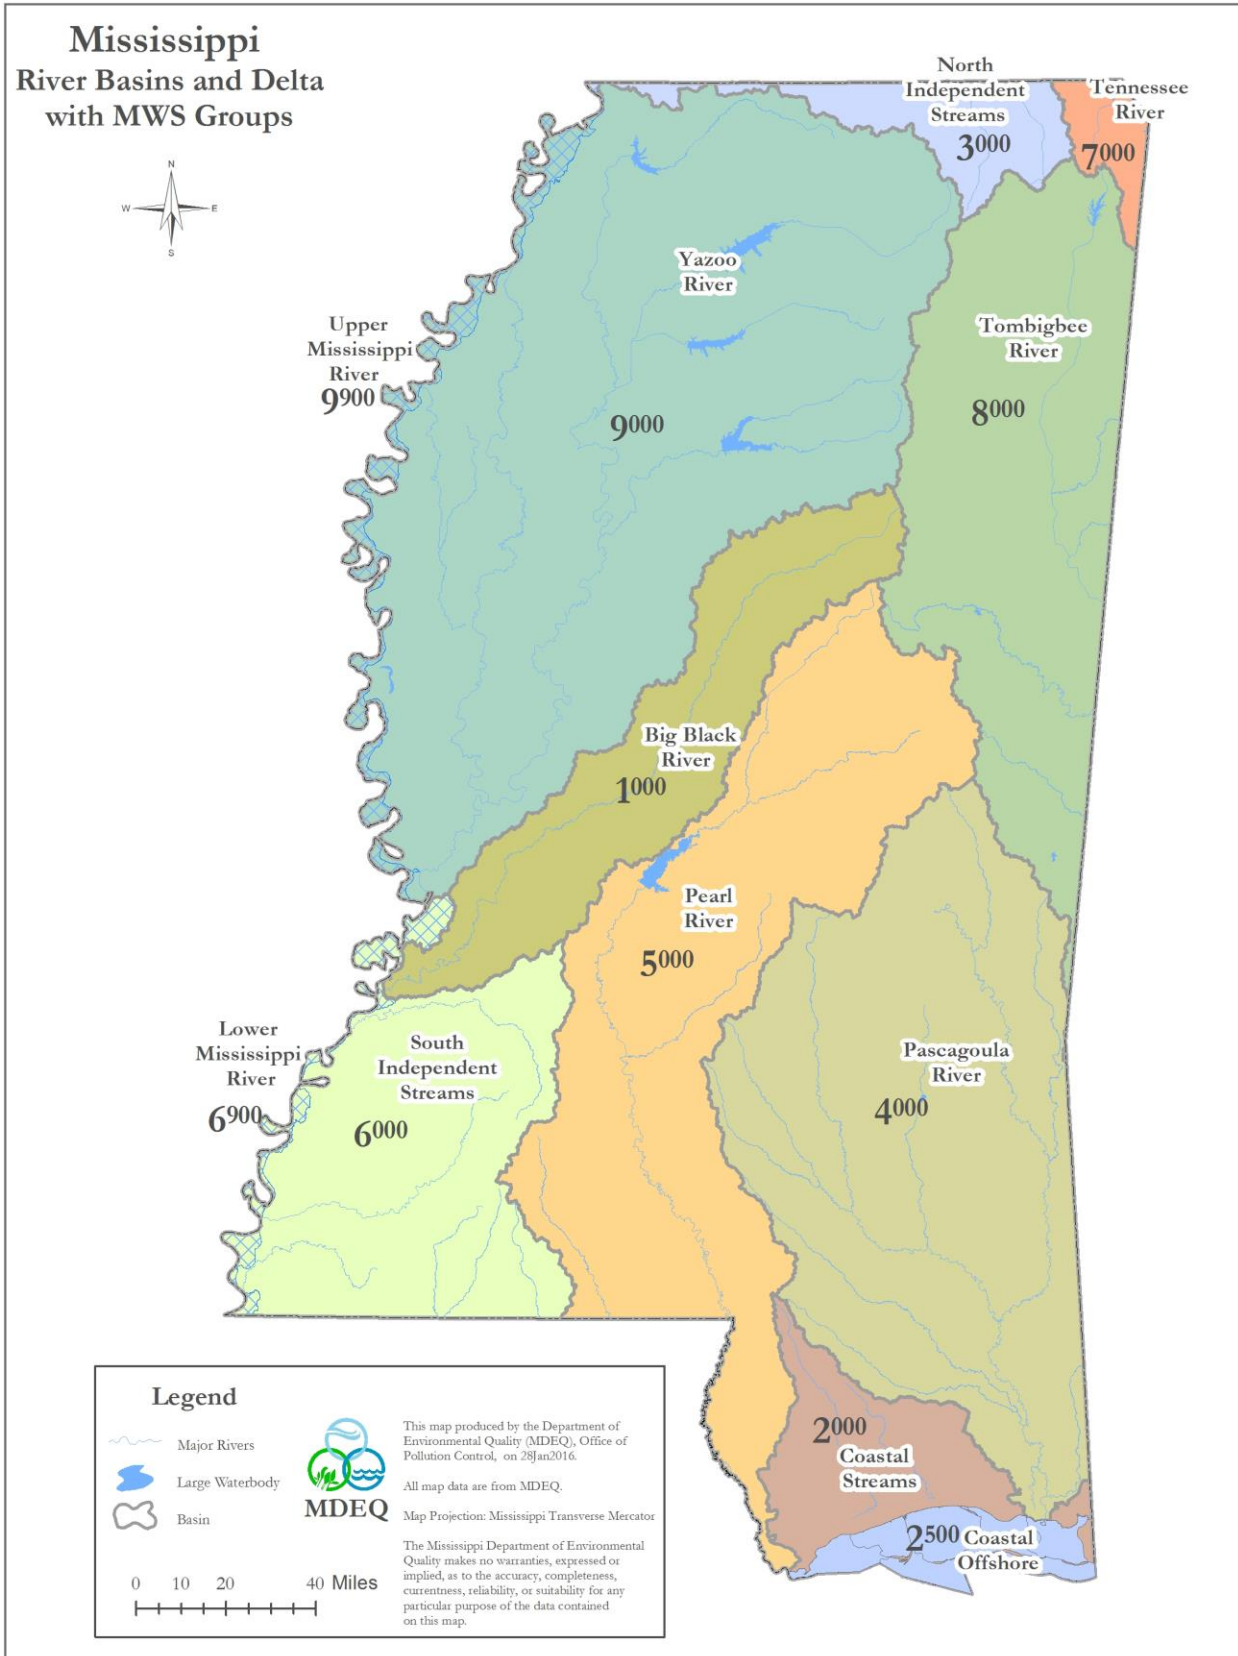 Mississippi
River Basins and Delta
with MWS Groups
N
W
E
S
North
Independent
Streams
3000
Tennessee
River
7000
Yazoo
River
9000
Upper
Mississippi
River
9900
Tombigbee
River
8000
Big Black
River
1000
Pearl
River
5000
Lower
Mississippi
River
6900
South
Independent
Streams
6000
Pascagoula
River
4000
2000
Coastal
Streams
2500
Coastal
Offshore
Legend
Major Rivers
Large Waterbody
Basin
0 10 20 40 Miles
MDEQ
This map produced by the Department of
Environmental Quality (MDEQ), Office of
Pollution Control, on 28Jan2016.
All map data are from MDEQ.
Map Projection: Mississippi Transverse Mercator
The Mississippi Department of Environmental
Quality makes no warranties, expressed or
implied, as to the accuracy, completeness,
currentness, reliability, or suitability for any
particular purpose of the data contained
on this map.